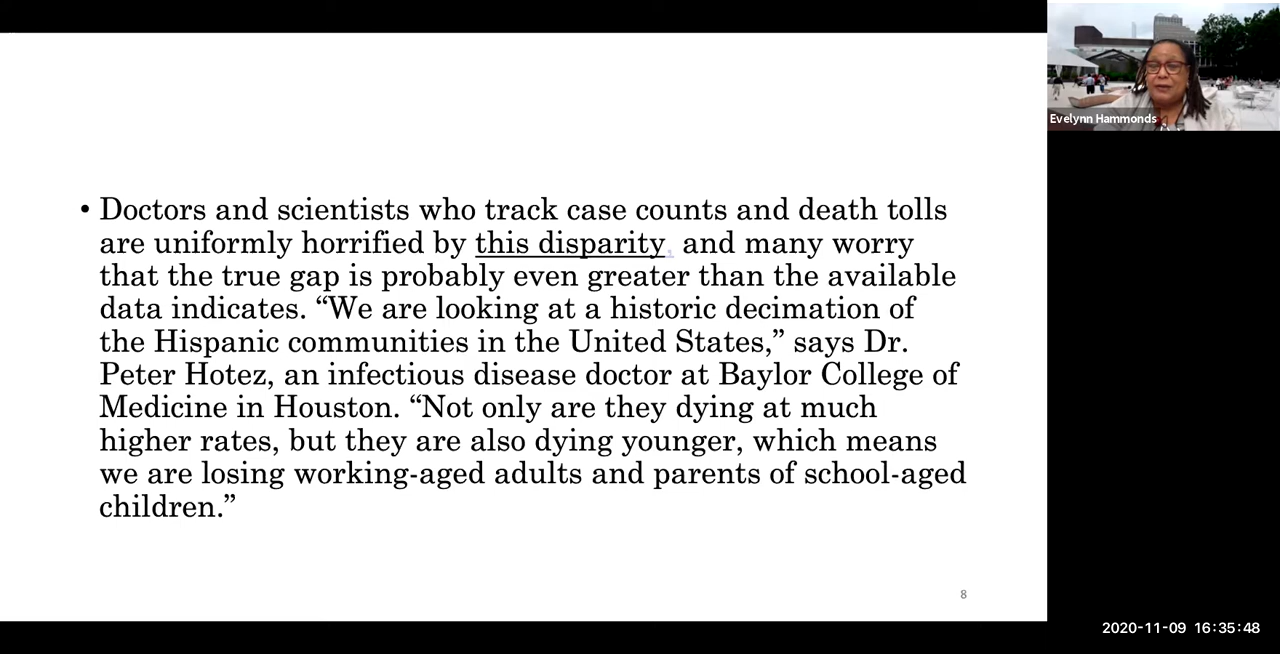 • Doctors and scientists who track case counts and death tolls
are uniformly horrified by this disparity, and many worry
that the true gap is probably even greater than the available
data indicates. “We are looking at a historic decimation of
the Hispanic communities in the United States,” says Dr.
Peter Hotez, an infectious disease doctor at Baylor College of
Medicine in Houston. “Not only are they dying at much
higher rates, but they are also dying younger, which means
we are losing working-aged adults and parents of school-aged
children.”
8
Evelynn Hammonds
2020-11-09 16:35:48